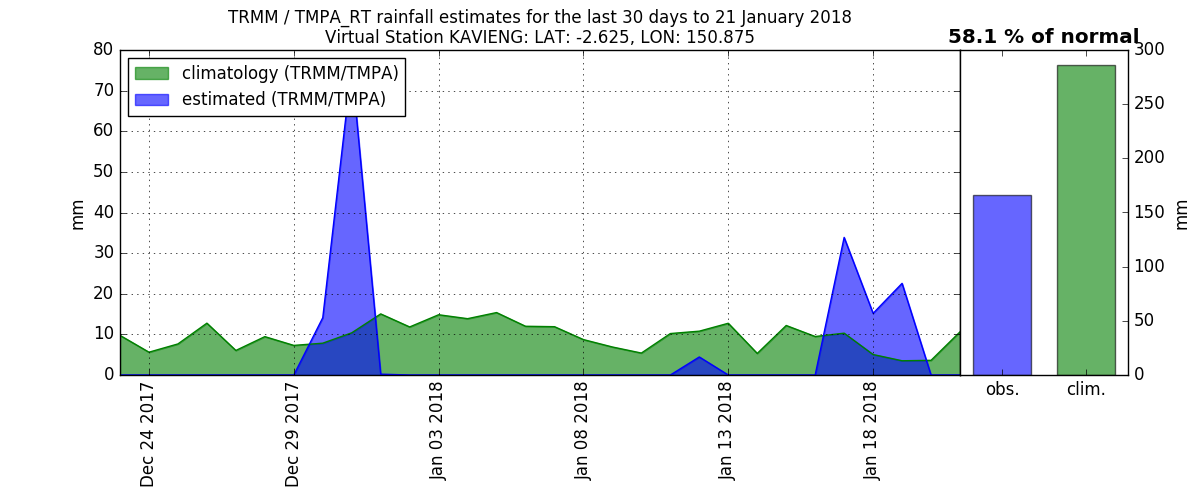 TRMM / TMPA_RT rainfall estimates for the last 30 days to 21 January 2018
Virtual Station KAVIENG: LAT: -2.625, LON: 150.875
58.1 % of normal
climatology (TRMM/TMPA)
estimated (TRMM/TMPA)
80
70
60
50
40
30
20
10
0
mm
Dec 24 2017
Dec 29 2017
Jan 03 2018
Jan 08 2018
Jan 13 2018
Jan 18 2018
300
250
200
150
100
50
0
mm
obs.
clim.